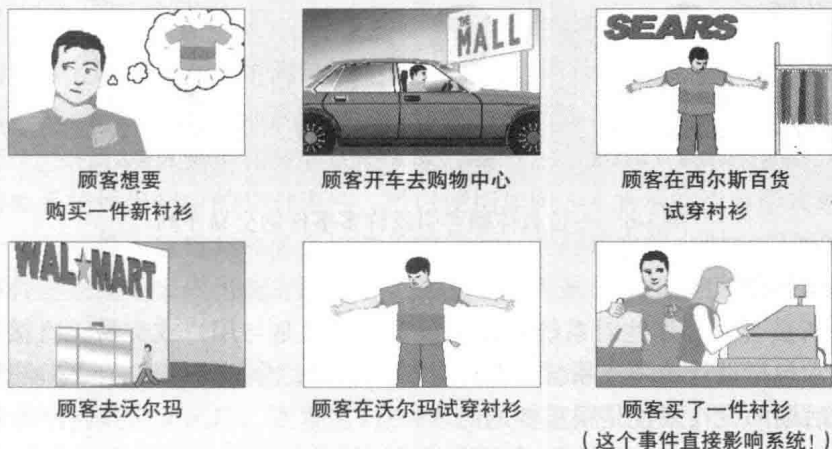 THE
MALL
SEARS
顾客想要
购买一件新衬衫
顾客开车去购物中心
顾客在西尔斯百货
试穿衬衫
WAL★MART
顾客去沃尔玛
顾客在沃尔玛试穿衬衫
顾客买了一件衬衫
（这个事件直接影响系统！）